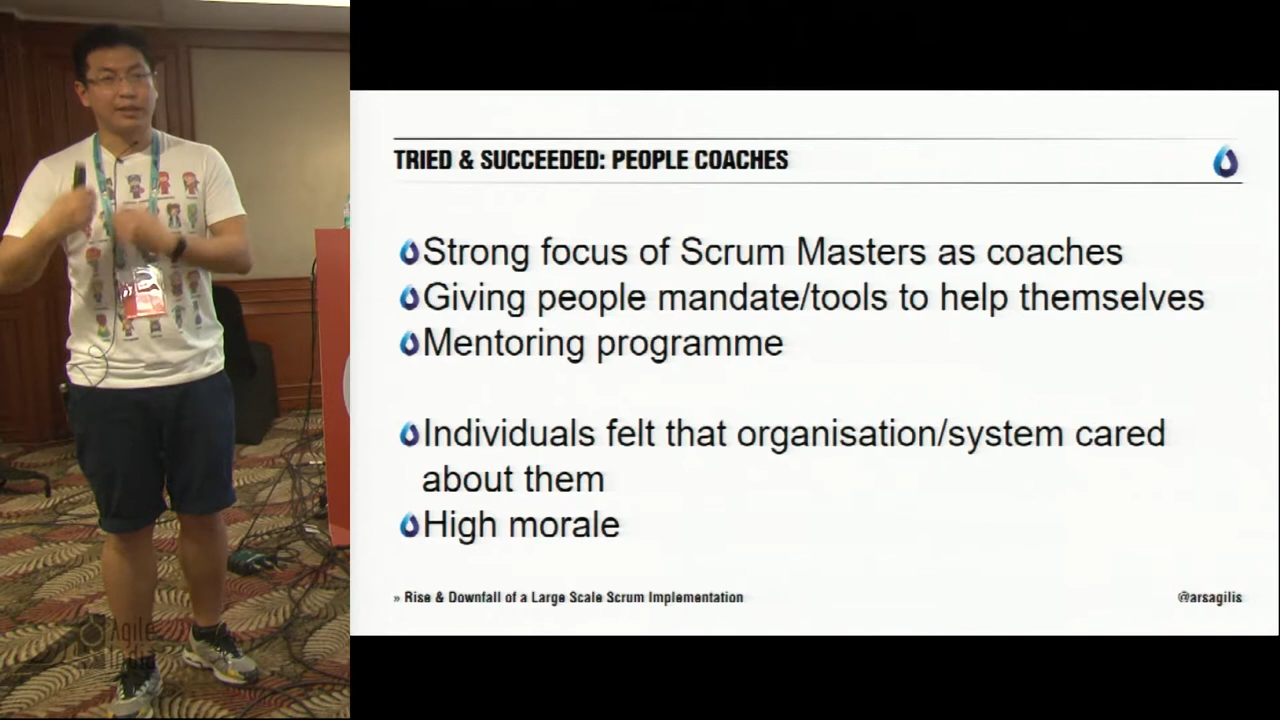 TRIED & SUCCEEDED: PEOPLE COACHES
Strong focus of Scrum Masters as coaches
Giving people mandate/tools to help themselves
Mentoring programme
Individuals felt that organisation/system cared
about them
High morale
» Rise & Downfall of a Large Scale Scrum Implementation
@arsagilis
Agile
India